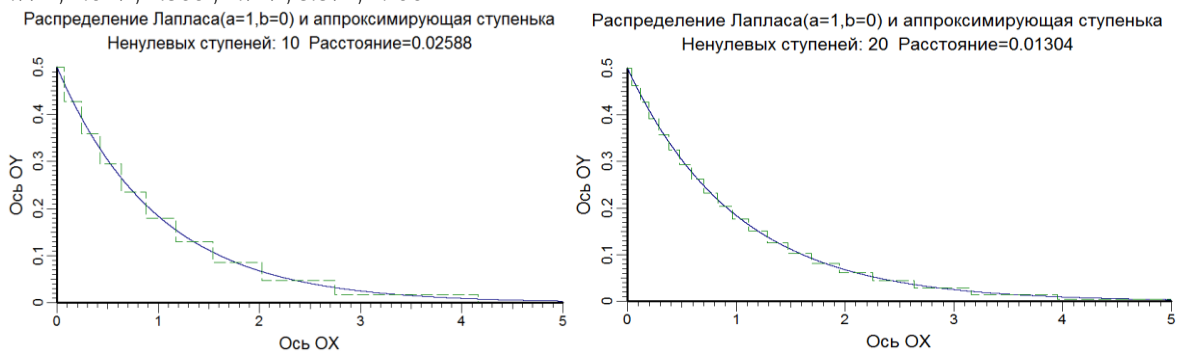 Распределение Лапласа(a=1,b=0) и аппроксимирующая ступенька
Ненулевых ступеней: 10 Расстояние=0.02588
Ось OY
0 0.1 0.2 0.3 0.4 0.5
0 1 2 3 4 5
Ось OX
Распределение Лапласа(a=1,b=0) и аппроксимирующая ступенька
Ненулевых ступеней: 20 Расстояние=0.01304
Ось OY
0 0.1 0.2 0.3 0.4 0.5
0 1 2 3 4 5
Ось OX